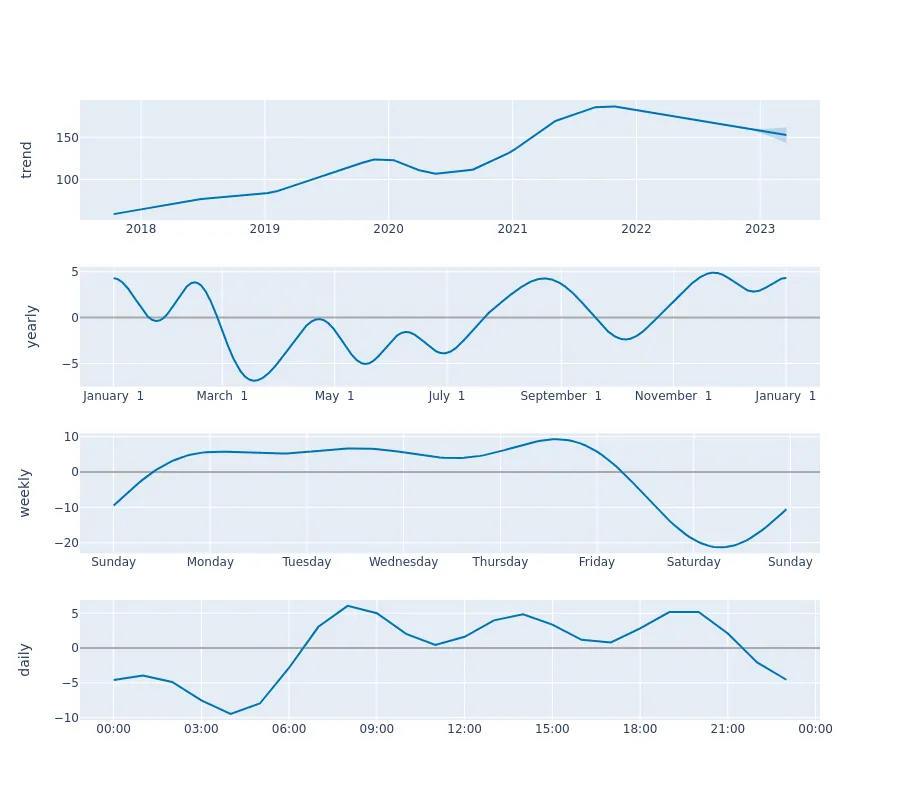 trend
150
100
2018 2019 2020 2021 2022 2023
yearly
5
0
−5
January 1 March 1 May 1 July 1 September 1 November 1 January 1
weekly
10
0
−10
−20
Sunday Monday Tuesday Wednesday Thursday Friday Saturday Sunday
daily
5
0
−5
−10
00:00 03:00 06:00 09:00 12:00 15:00 18:00 21:00 00:00